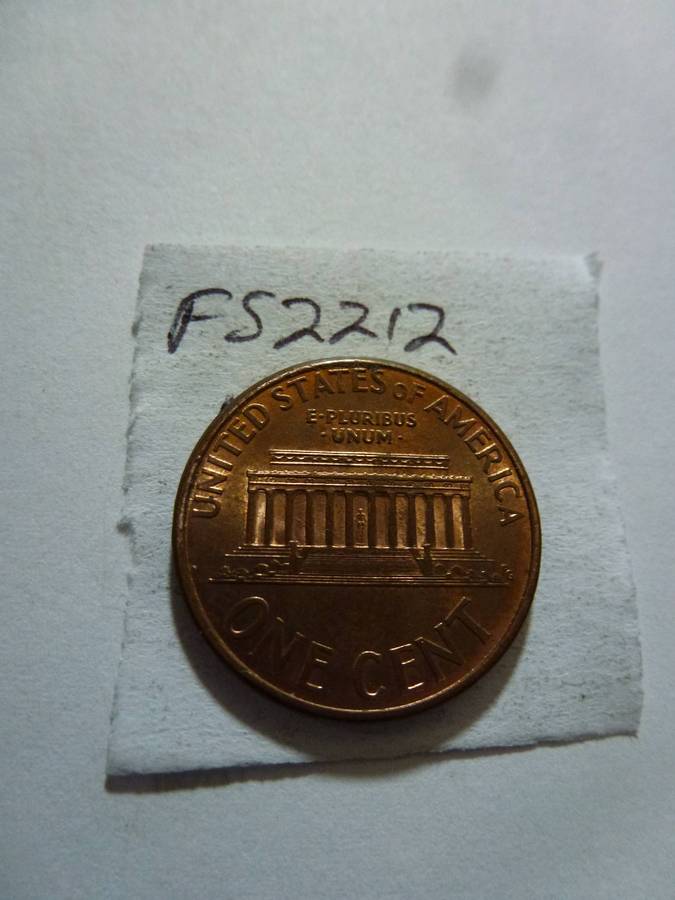 FS2212
UNITED STATES OF AMERICA
E·PLURIBUS
·UNUM·
ONE CENT